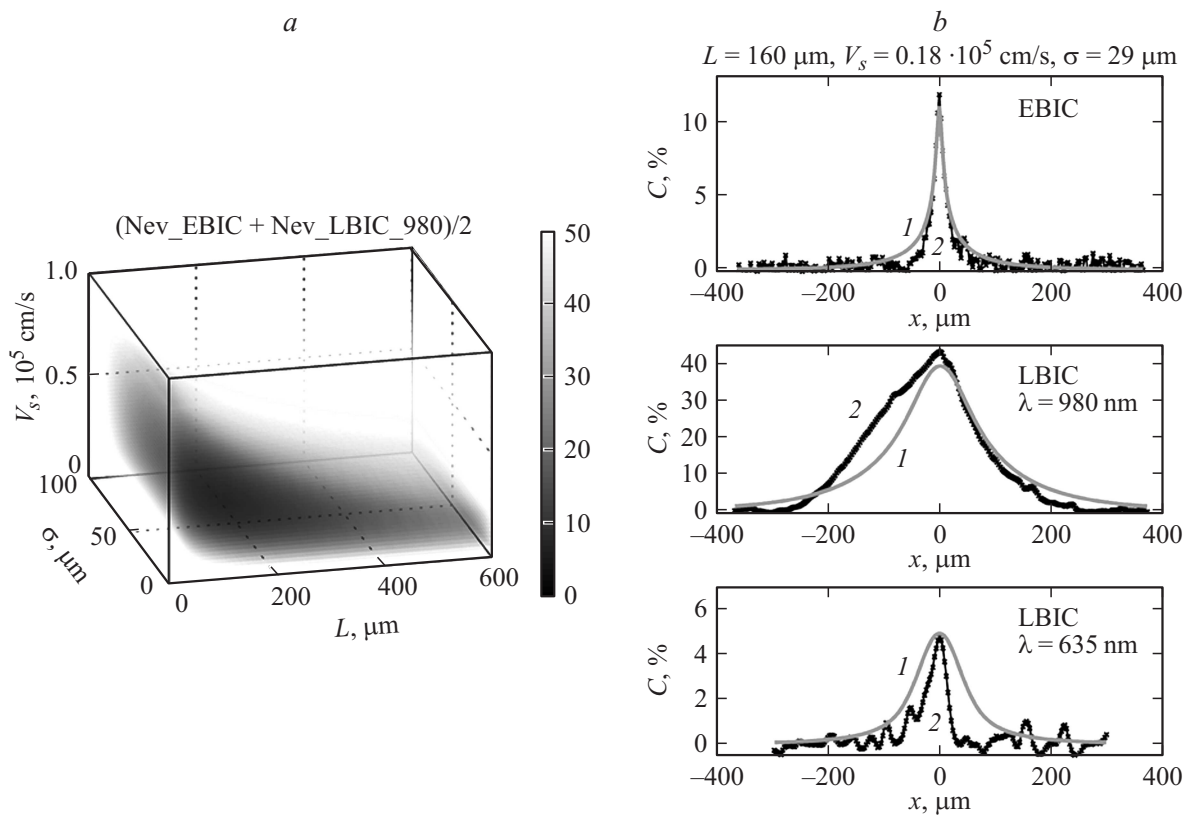 a
(Nev_EBIC + Nev_LBIC_980)/2
1.0
0.5
0
V_s, 10^5 cm/s
100
50
0
σ, μm
0
200
400
600
L, μm
50
40
30
20
10
0
b
L = 160 μm, V_s = 0.18 ·10^5 cm/s, σ = 29 μm
EBIC
10
5
0
C, %
1
2
–400 –200 0 200 400
x, μm
LBIC
λ = 980 nm
40
30
20
10
0
C, %
2
1
–400 –200 0 200 400
x, μm
LBIC
λ = 635 nm
6
4
2
0
C, %
1
2
–400 –200 0 200 400
x, μm